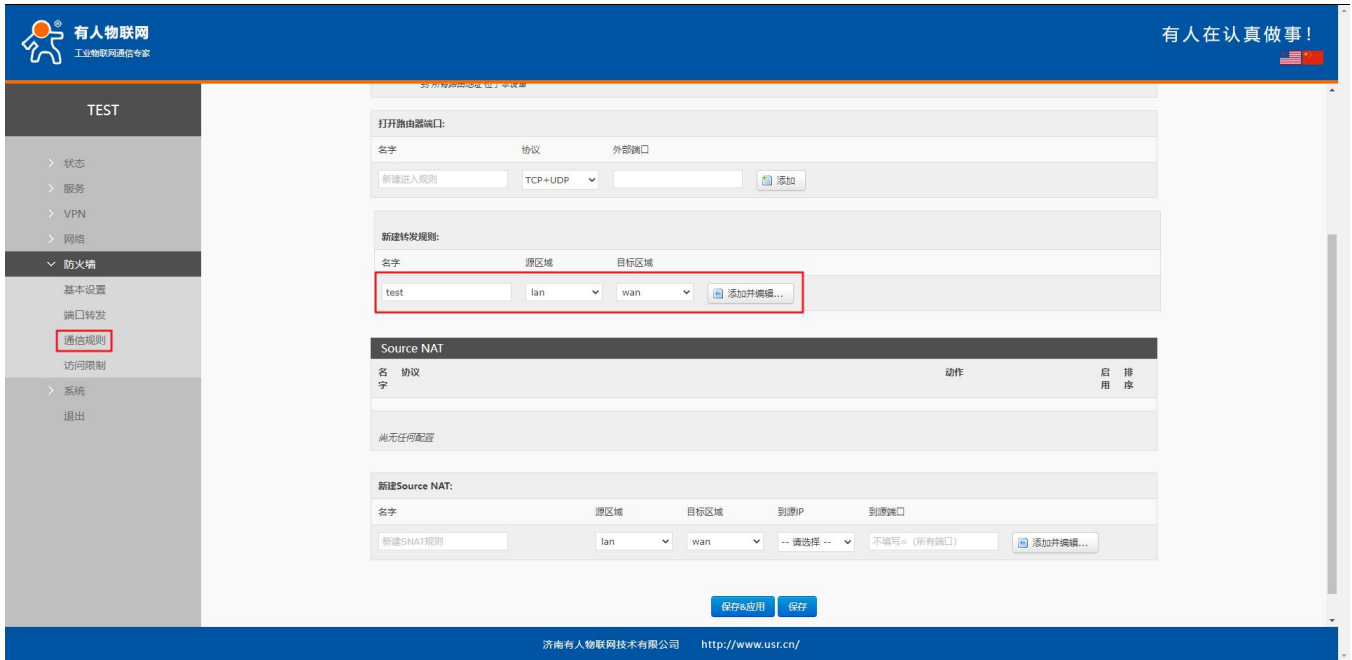 有人物联网
工业物联网通信专家
有人在认真做事！
TEST
状态
服务
VPN
网络
防火墙
基本设置
端口转发
通信规则
访问限制
系统
退出
打开路由器端口:
名字 协议 外部端口
新建进入规则 TCP+UDP 添加
新建转发规则:
名字 源区域 目标区域
test lan wan 添加并编辑...
Source NAT
名字 协议 动作 启用 排序
尚无任何配置
新建Source NAT:
名字 源区域 目标区域 到源IP 到源端口
新建SNAT规则 lan wan -- 请选择 -- 不填写=（所有端口） 添加并编辑...
保存&应用 保存
济南有人物联网技术有限公司 http://www.usr.cn/